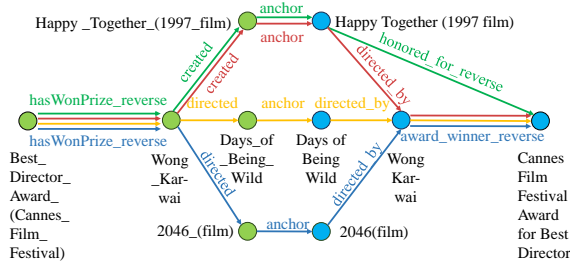 Happy _Together_(1997_film)
anchor
anchor
Happy Together (1997 film)
created
created
directed_by
honored_for_reverse
hasWonPrize_reverse
hasWonPrize_reverse
directed
anchor
directed_by
award_winner_reverse
Best_
Director_
Award_
(Cannes_
Film_
Festival)
Wong
_Kar-
wai
directed
Days_of
_Being_
Wild
Days of
Being
Wild
directed_by
Wong
Kar-
wai
Cannes
Film
Festival
Award
for Best
Director
2046_(film)
anchor
2046(film)